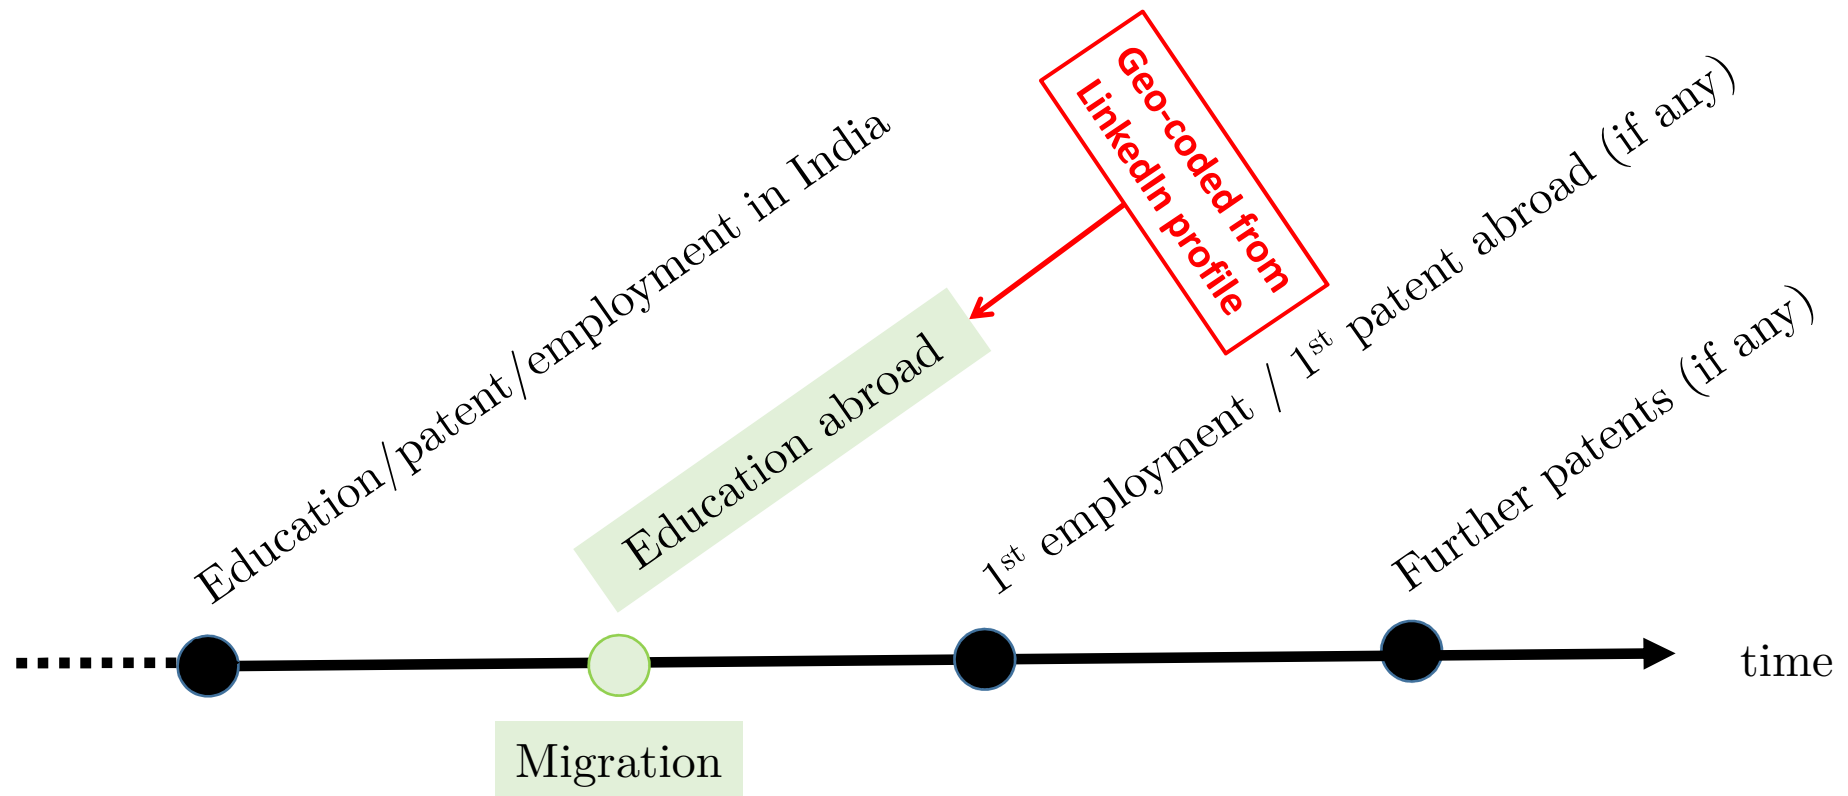 Education/patent/employment in India
Education abroad
Geo-coded from
LinkedIn profile
1st employment / 1st patent abroad (if any)
Further patents (if any)
time
Migration